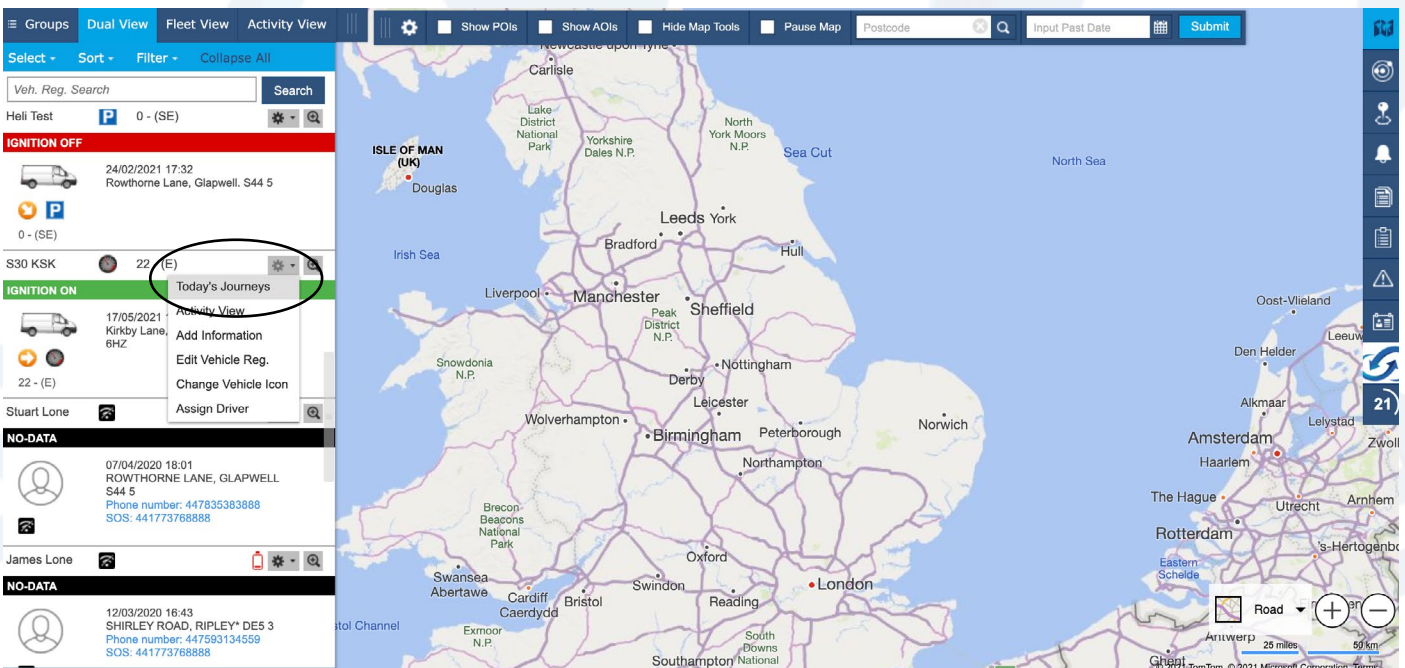 Groups Dual View Fleet View Activity View
Show POIs Show AOIs Hide Map Tools Pause Map Postcode Input Past Date Submit
Select Sort Filter Collapse All
Veh. Reg. Search Search
Heli Test P 0 - (SE)
IGNITION OFF
24/02/2021 17:32
Rowthorne Lane, Glapwell. S44 5
P
0 - (SE)
S30 KSK 22 (E)
Today's Journeys
IGNITION ON
Activity View
17/05/2021
Kirkby Lane,
6HZ
Add Information
Edit Vehicle Reg.
22 - (E)
Change Vehicle Icon
Assign Driver
Stuart Lone
NO-DATA
07/04/2020 18:01
ROWTHORNE LANE, GLAPWELL
S44 5
Phone number: 447835383888
SOS: 441773768888
James Lone
NO-DATA
12/03/2020 16:43
SHIRLEY ROAD, RIPLEY* DE5 3
Phone number: 447593134559
SOS: 441773768888
Newcastle upon Tyne
Carlisle
Lake
District
National
Park
Yorkshire
Dales N.P.
North
York Moors
N.P.
Sea Cut
North Sea
ISLE OF MAN
(UK)
Douglas
Leeds York
Bradford
Hull
Irish Sea
Liverpool Manchester
Peak
District
N.P.
Sheffield
Snowdonia
N.P.
Nottingham
Derby
Leicester
Wolverhampton
Birmingham Peterborough
Norwich
Northampton
Brecon
Beacons
National
Park
Oxford
Swansea
Abertawe
Cardiff
Caerdydd
Bristol
Swindon
Reading
London
Exmoor
N.P.
South
Downs
National
Southampton
Oost-Vlieland
Den Helder
Alkmaar
Lelystad
Amsterdam
Haarlem
The Hague
Utrecht
Arnhem
Rotterdam
Eastern
Schelde
Antwerp
Ghent
21
Road
25 miles 50 km
© 2021 TomTom, © 2021 Microsoft Corporation, Terms